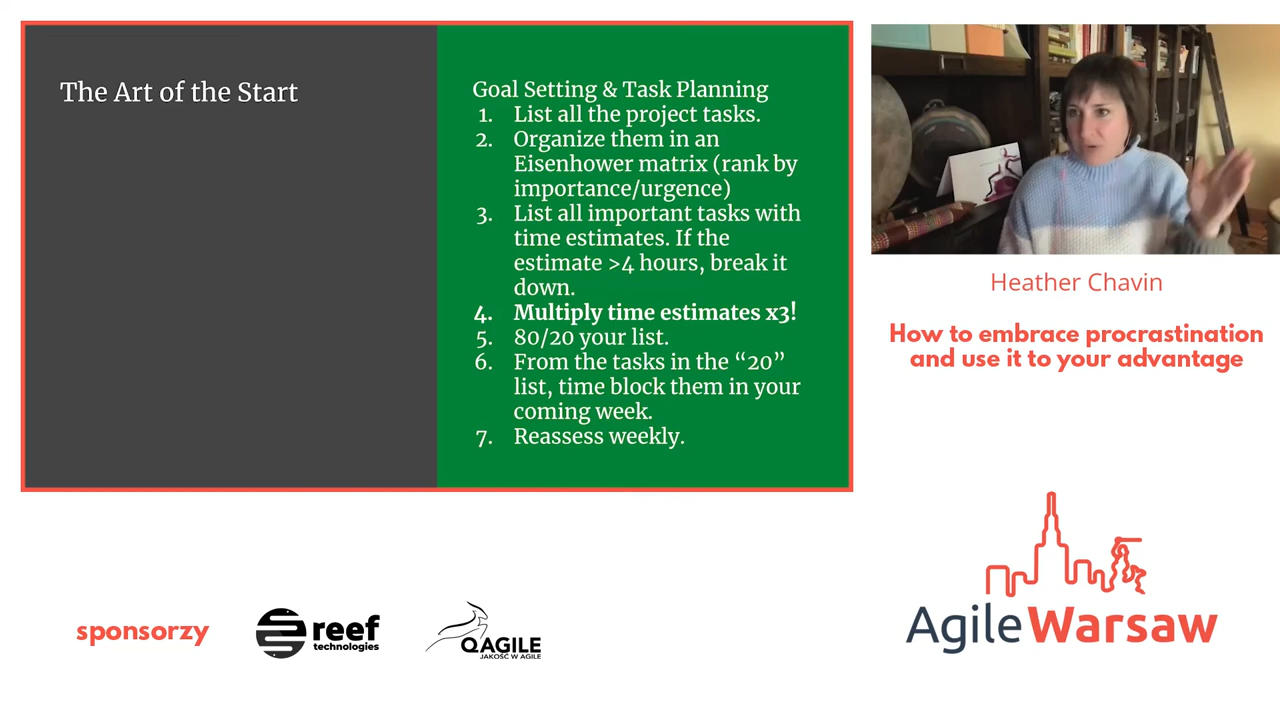 The Art of the Start
Goal Setting & Task Planning
1. List all the project tasks.
2. Organize them in an
Eisenhower matrix (rank by
importance/urgence)
3. List all important tasks with
time estimates. If the
estimate >4 hours, break it
down.
4. Multiply time estimates x3!
5. 80/20 your list.
6. From the tasks in the “20”
list, time block them in your
coming week.
7. Reassess weekly.
Heather Chavin
How to embrace procrastination
and use it to your advantage
sponsorzy
reef
technologies
QAGILE
JAKOŚĆ W AGILE
AgileWarsaw